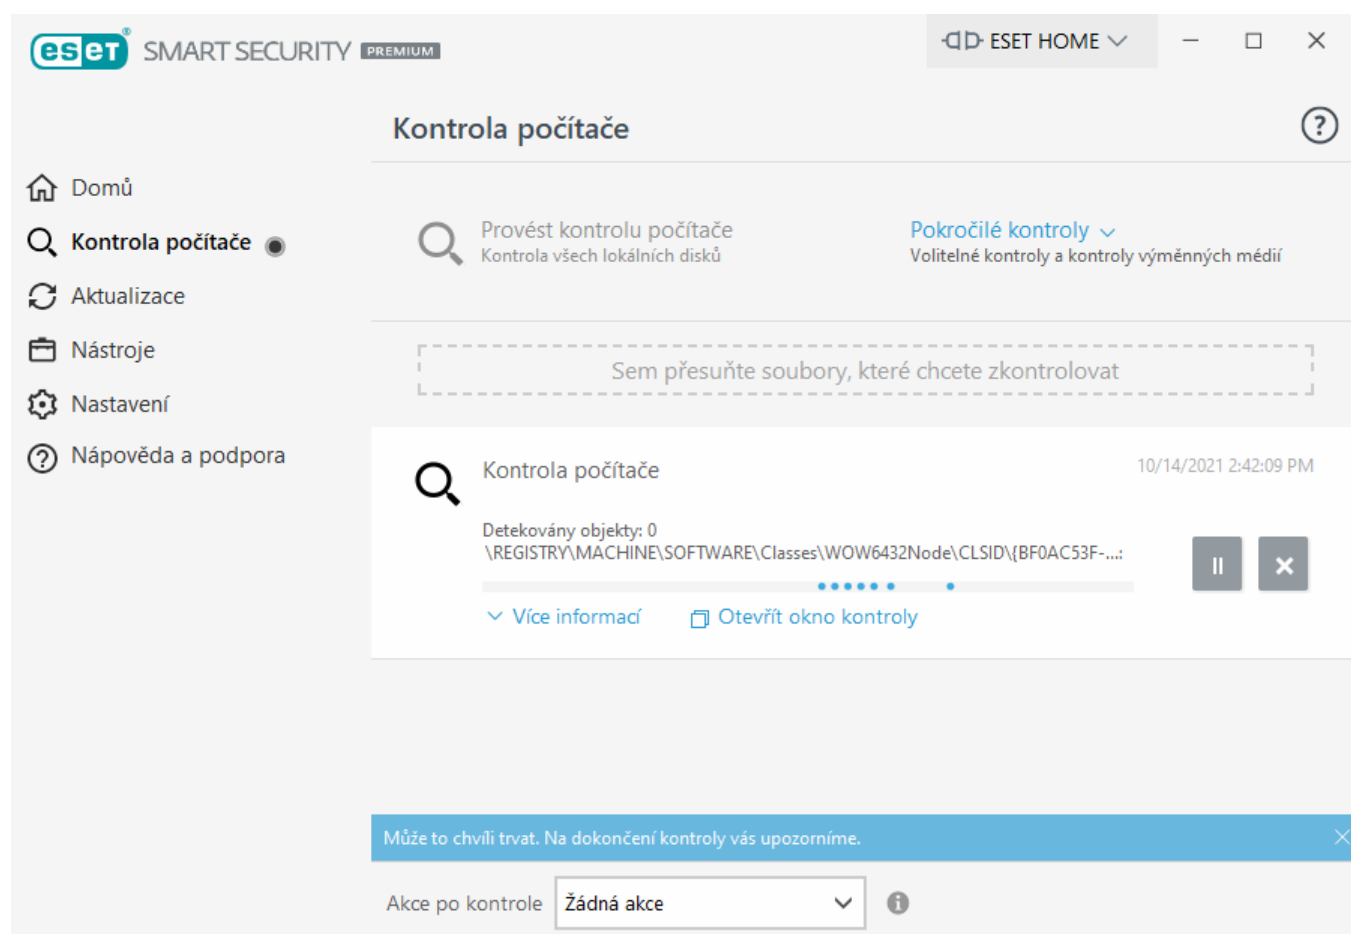 eset® SMART SECURITY PREMIUM
ESET HOME
Kontrola počítače
Domů
Kontrola počítače
Aktualizace
Nástroje
Nastavení
Nápověda a podpora
Provést kontrolu počítače
Kontrola všech lokálních disků
Pokročilé kontroly
Volitelné kontroly a kontroly výměnných médií
Sem přesuňte soubory, které chcete zkontrolovat
Kontrola počítače
10/14/2021 2:42:09 PM
Detekovány objekty: 0
\REGISTRY\MACHINE\SOFTWARE\Classes\WOW6432Node\CLSID\{BF0AC53F-...:
Více informací
Otevřít okno kontroly
Může to chvíli trvat. Na dokončení kontroly vás upozorníme.
Akce po kontrole
Žádná akce